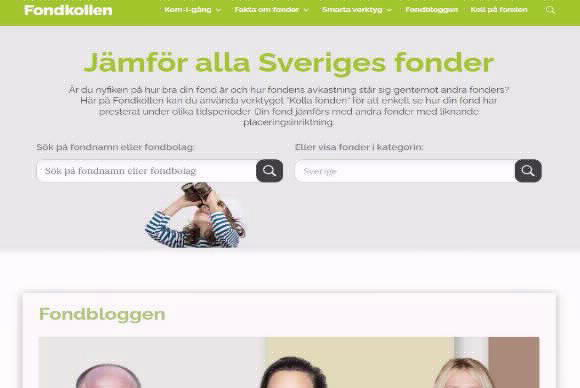 Fondkollen
Kom-i-gång Fakta om fonder Smarta verktyg Fondbloggen Koll på fonden
Jämför alla Sveriges fonder
Är du nyfiken på hur bra din fond är och hur fondens avkastning står sig gentemot andra fonders?
Här på Fondkollen kan du använda verktyget "Kolla fonden" för att enkelt se hur din fond har
presterat under olika tidsperioder. Din fond jämförs med andra fonder med liknande
placeringsinriktning.
Sök på fondnamn eller fondbolag: Eller visa fonder i kategorin:
Sök på fondnamn eller fondbolag Sverige
Fondbloggen